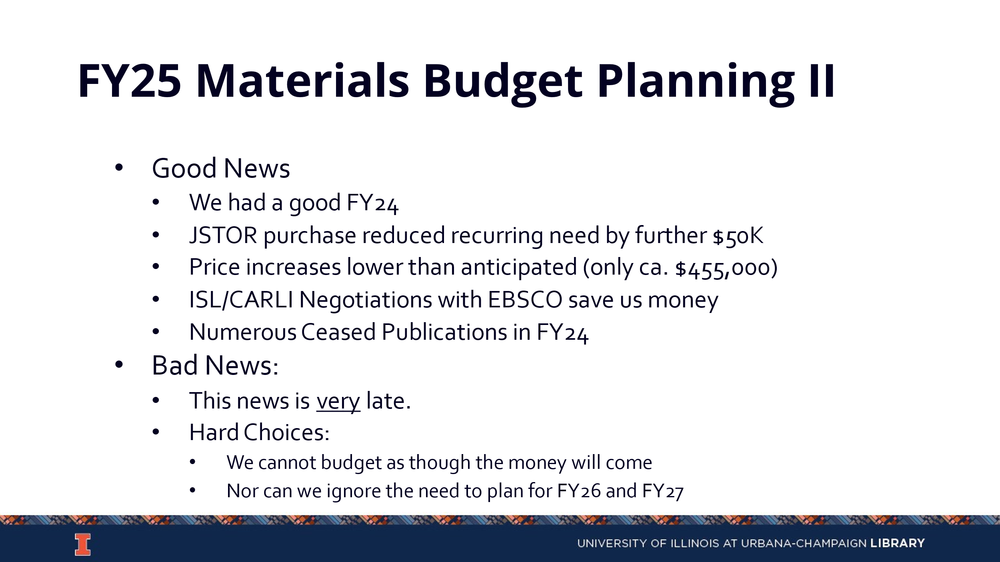 FY25 Materials Budget Planning II
• Good News
• We had a good FY24
• JSTOR purchase reduced recurring need by further $50K
• Price increases lower than anticipated (only ca. $455,000)
• ISL/CARLI Negotiations with EBSCO save us money
• Numerous Ceased Publications in FY24
• Bad News:
• This news is very late.
• Hard Choices:
• We cannot budget as though the money will come
• Nor can we ignore the need to plan for FY26 and FY27
I
UNIVERSITY OF ILLINOIS AT URBANA-CHAMPAIGN LIBRARY